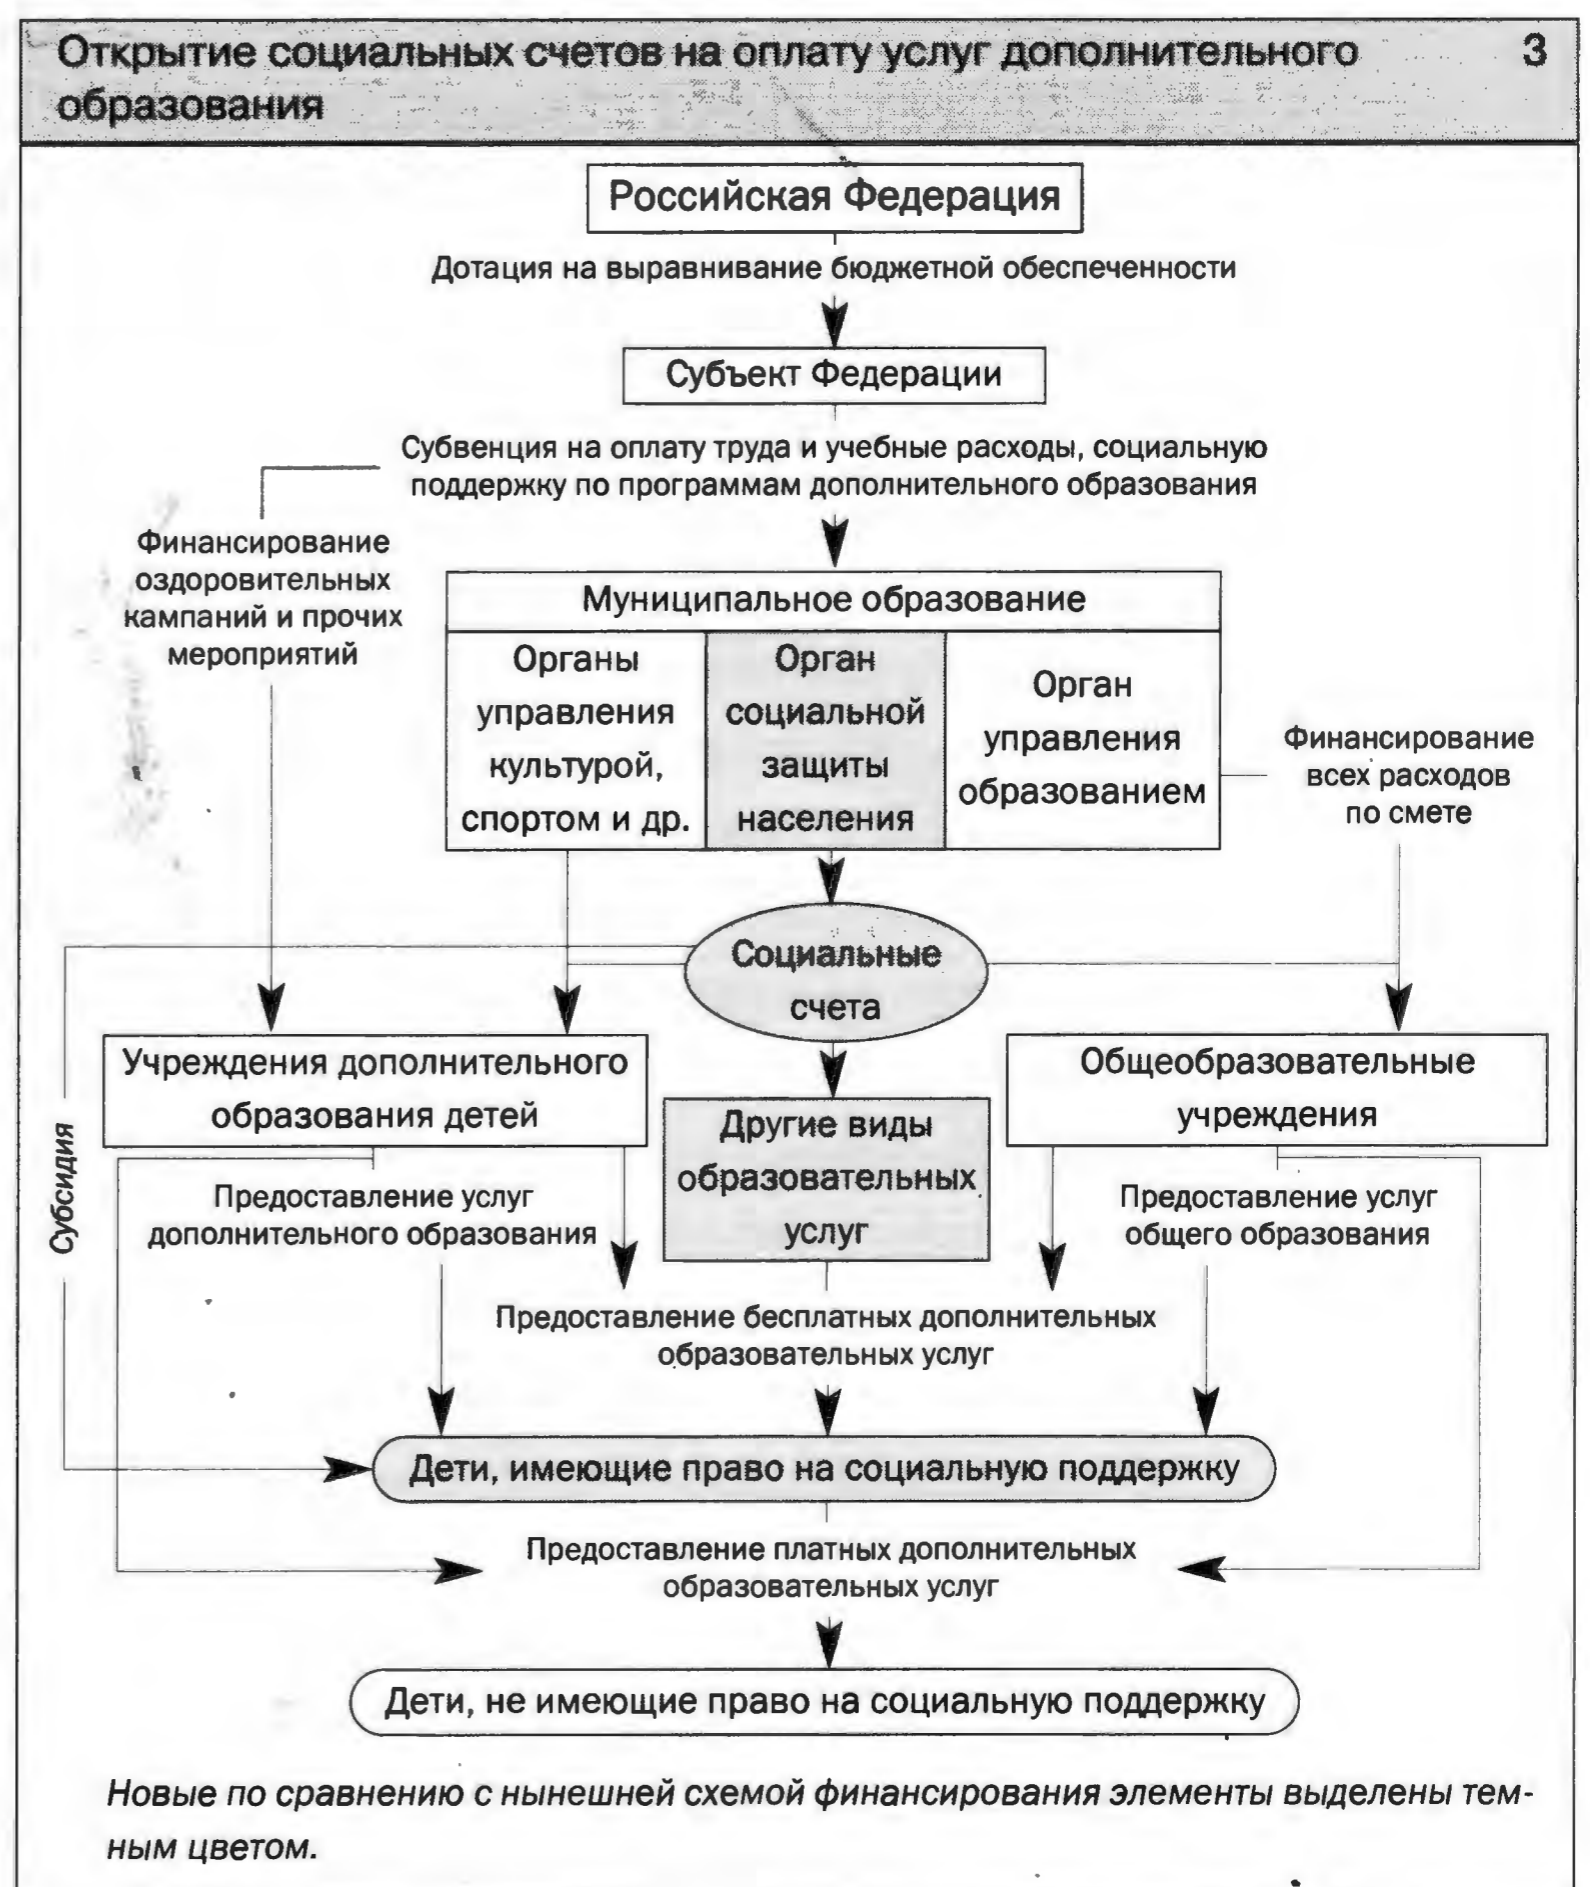 Открытие социальных счетов на оплату услуг дополнительного 3
образования
Российская Федерация
Дотация на выравнивание бюджетной обеспеченности
Субъект Федерации
Субвенция на оплату труда и учебные расходы, социальную
поддержку по программам дополнительного образования
Финансирование
оздоровительных
кампаний и прочих
мероприятий
Муниципальное образование
Органы
управления
культурой,
спортом и др.
Орган
социальной
защиты
населения
Орган
управления
образованием
Финансирование
всех расходов
по смете
Социальные
счета
Учреждения дополнительного
образования детей
Другие виды
образовательных
услуг
Общеобразовательные
учреждения
Субсидия
Предоставление услуг
дополнительного образования
Предоставление услуг
общего образования
Предоставление бесплатных дополнительных
образовательных услуг
Дети, имеющие право на социальную поддержку
Предоставление платных дополнительных
образовательных услуг
Дети, не имеющие право на социальную поддержку
Новые по сравнению с нынешней схемой финансирования элементы выделены тем-
ным цветом.